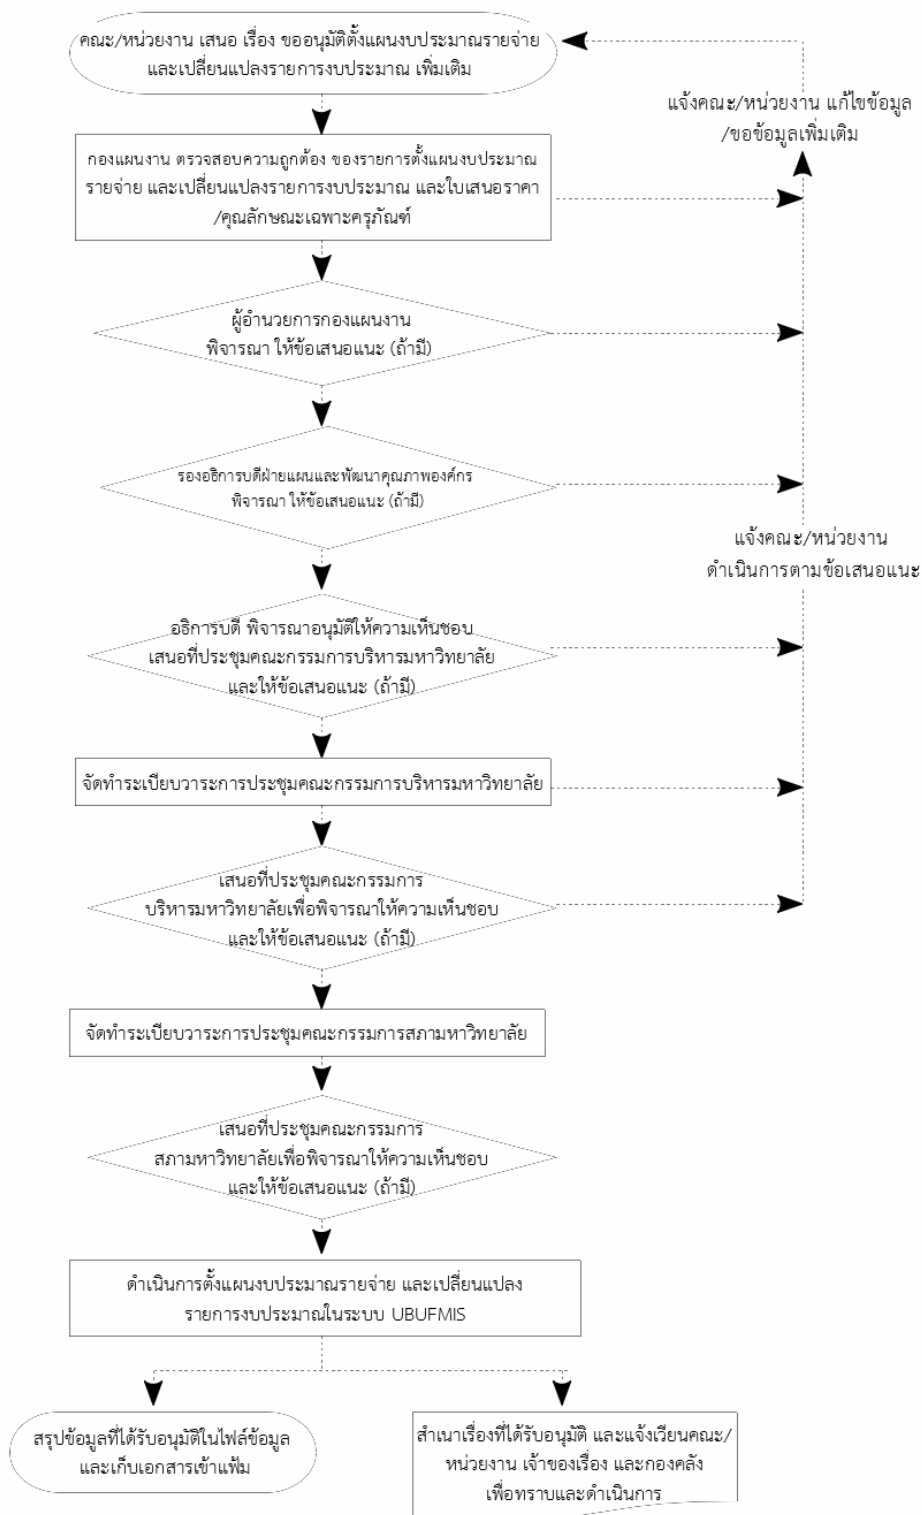 คณะ/หน่วยงาน เสนอ เรื่อง ขออนุมัติตั้งแผนงบประมาณรายจ่าย
และเปลี่ยนแปลงรายการงบประมาณ เพิ่มเติม
แจ้งคณะ/หน่วยงาน แก้ไขข้อมูล
/ขอข้อมูลเพิ่มเติม
กองแผนงาน ตรวจสอบความถูกต้อง ของรายการตั้งแผนงบประมาณ
รายจ่าย และเปลี่ยนแปลงรายการงบประมาณ และใบเสนอราคา
/คุณลักษณะเฉพาะครุภัณฑ์
ผู้อำนวยการกองแผนงาน
พิจารณา ให้ข้อเสนอแนะ (ถ้ามี)
รองอธิการบดีฝ่ายแผนและพัฒนาคุณภาพองค์กร
พิจารณา ให้ข้อเสนอแนะ (ถ้ามี)
แจ้งคณะ/หน่วยงาน
ดำเนินการตามข้อเสนอแนะ
อธิการบดี พิจารณาอนุมัติให้ความเห็นชอบ
เสนอที่ประชุมคณะกรรมการบริหารมหาวิทยาลัย
และให้ข้อเสนอแนะ (ถ้ามี)
จัดทำระเบียบวาระการประชุมคณะกรรมการบริหารมหาวิทยาลัย
เสนอที่ประชุมคณะกรรมการ
บริหารมหาวิทยาลัยเพื่อพิจารณาให้ความเห็นชอบ
และให้ข้อเสนอแนะ (ถ้ามี)
จัดทำระเบียบวาระการประชุมคณะกรรมการสภามหาวิทยาลัย
เสนอที่ประชุมคณะกรรมการ
สภามหาวิทยาลัยเพื่อพิจารณาให้ความเห็นชอบ
และให้ข้อเสนอแนะ (ถ้ามี)
ดำเนินการตั้งแผนงบประมาณรายจ่าย และเปลี่ยนแปลง
รายการงบประมาณในระบบ UBUFMIS
สรุปข้อมูลที่ได้รับอนุมัติในไฟล์ข้อมูล
และเก็บเอกสารเข้าแฟ้ม
สำเนาเรื่องที่ได้รับอนุมัติ และแจ้งเวียนคณะ/
หน่วยงาน เจ้าของเรื่อง และกองคลัง
เพื่อทราบและดำเนินการ